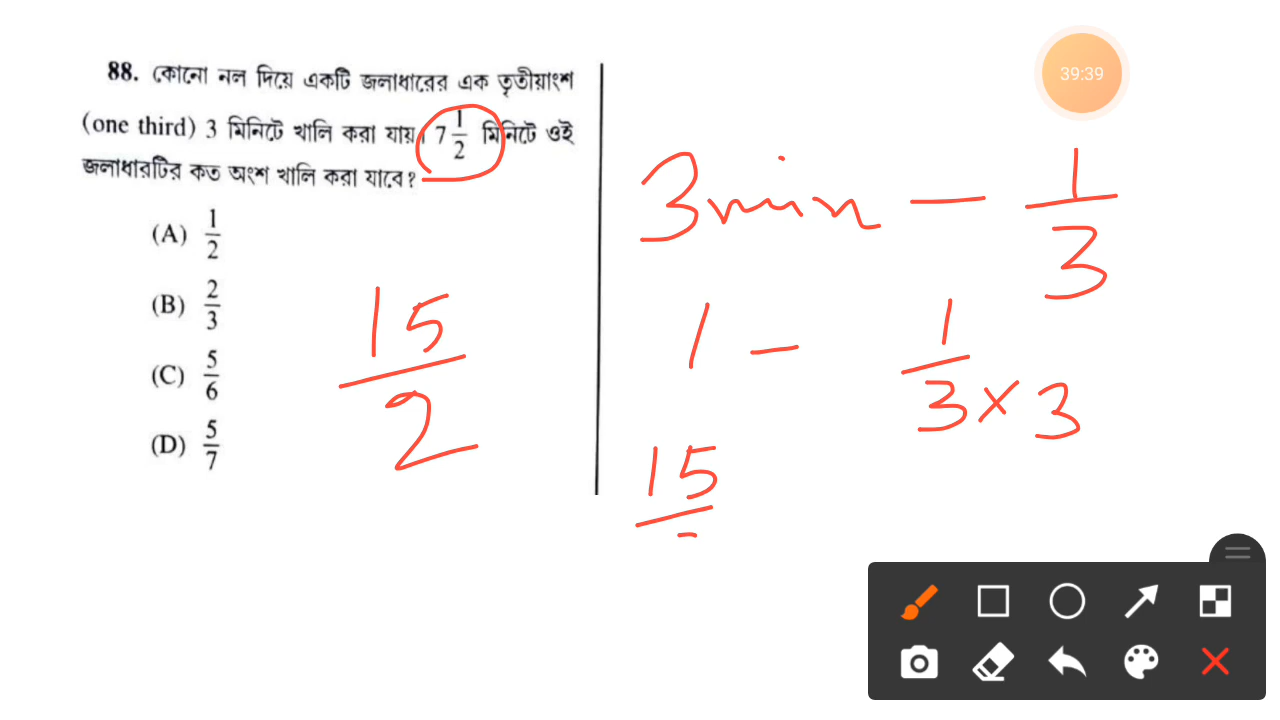 88. কোনো নল দিয়ে একটি জলাধারের এক তৃতীয়াংশ
(one third) 3 মিনিটে খালি করা যায়। 7 1/2 মিনিটে ওই
জলাধারটির কত অংশ খালি করা যাবে?
(A) 1/2
(B) 2/3
(C) 5/6
(D) 5/7
15/2
39:39
3min — 1/3
1 — 1/3×3
15